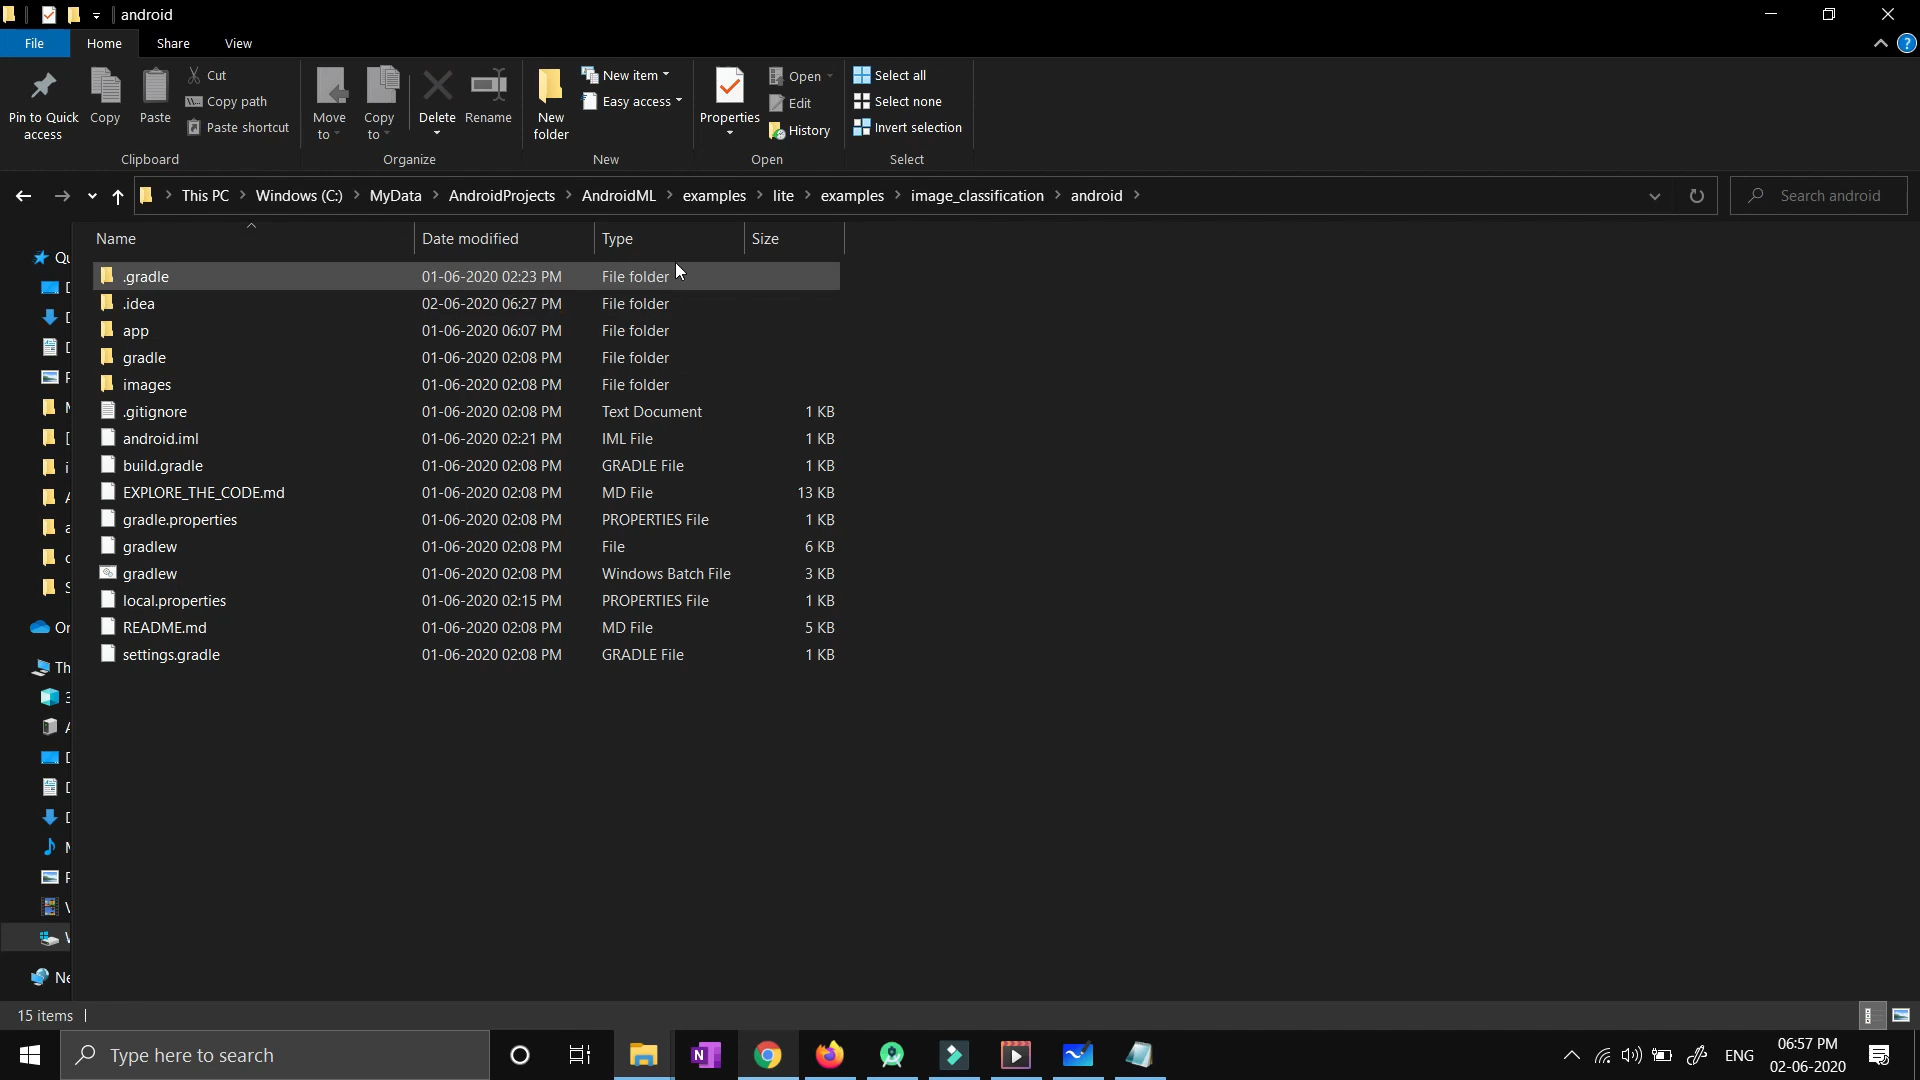 android
File Home Share View
Pin to Quick access
Copy
Paste
Cut
Copy path
Paste shortcut
Clipboard
Move to
Copy to
Delete
Rename
Organize
New folder
New item
Easy access
New
Properties
Open
Edit
History
Open
Select all
Select none
Invert selection
Select
This PC > Windows (C:) > MyData > AndroidProjects > AndroidML > examples > lite > examples > image_classification > android >
Search android
Name Date modified Type Size
.gradle 01-06-2020 02:23 PM File folder
.idea 02-06-2020 06:27 PM File folder
app 01-06-2020 06:07 PM File folder
gradle 01-06-2020 02:08 PM File folder
images 01-06-2020 02:08 PM File folder
.gitignore 01-06-2020 02:08 PM Text Document 1 KB
android.iml 01-06-2020 02:21 PM IML File 1 KB
build.gradle 01-06-2020 02:08 PM GRADLE File 1 KB
EXPLORE_THE_CODE.md 01-06-2020 02:08 PM MD File 13 KB
gradle.properties 01-06-2020 02:08 PM PROPERTIES File 1 KB
gradlew 01-06-2020 02:08 PM File 6 KB
gradlew 01-06-2020 02:08 PM Windows Batch File 3 KB
local.properties 01-06-2020 02:15 PM PROPERTIES File 1 KB
README.md 01-06-2020 02:08 PM MD File 5 KB
settings.gradle 01-06-2020 02:08 PM GRADLE File 1 KB
15 items
Type here to search
ENG
06:57 PM
02-06-2020